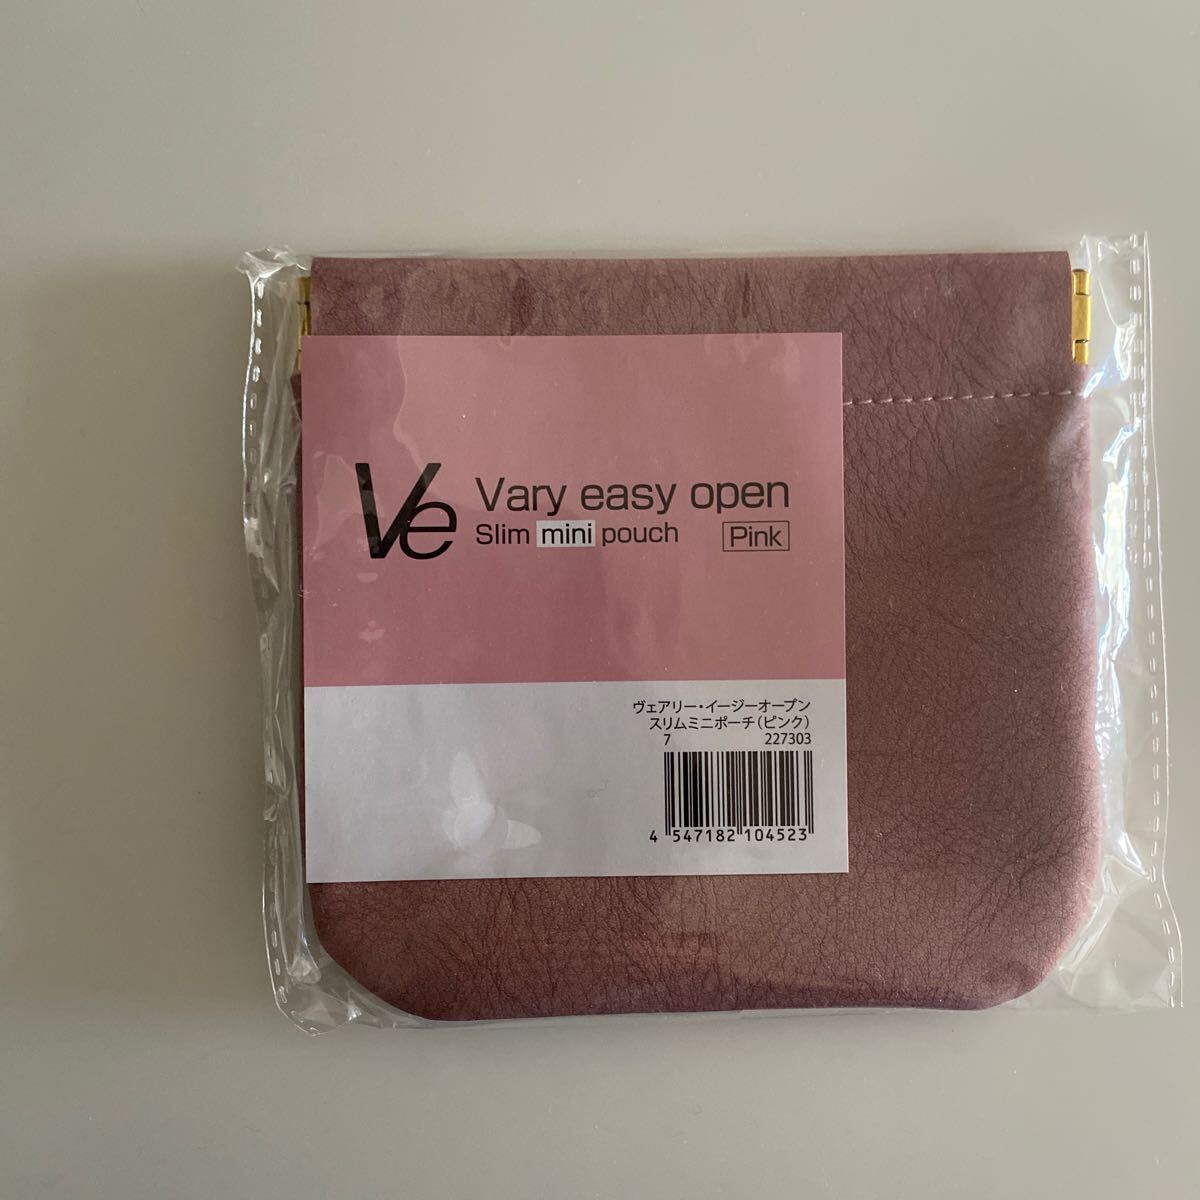 Ve Vary easy open
Slim mini pouch Pink
ヴェアリー・イージーオープン
スリムミニポーチ(ピンク)
7 227303
4 547182 104523